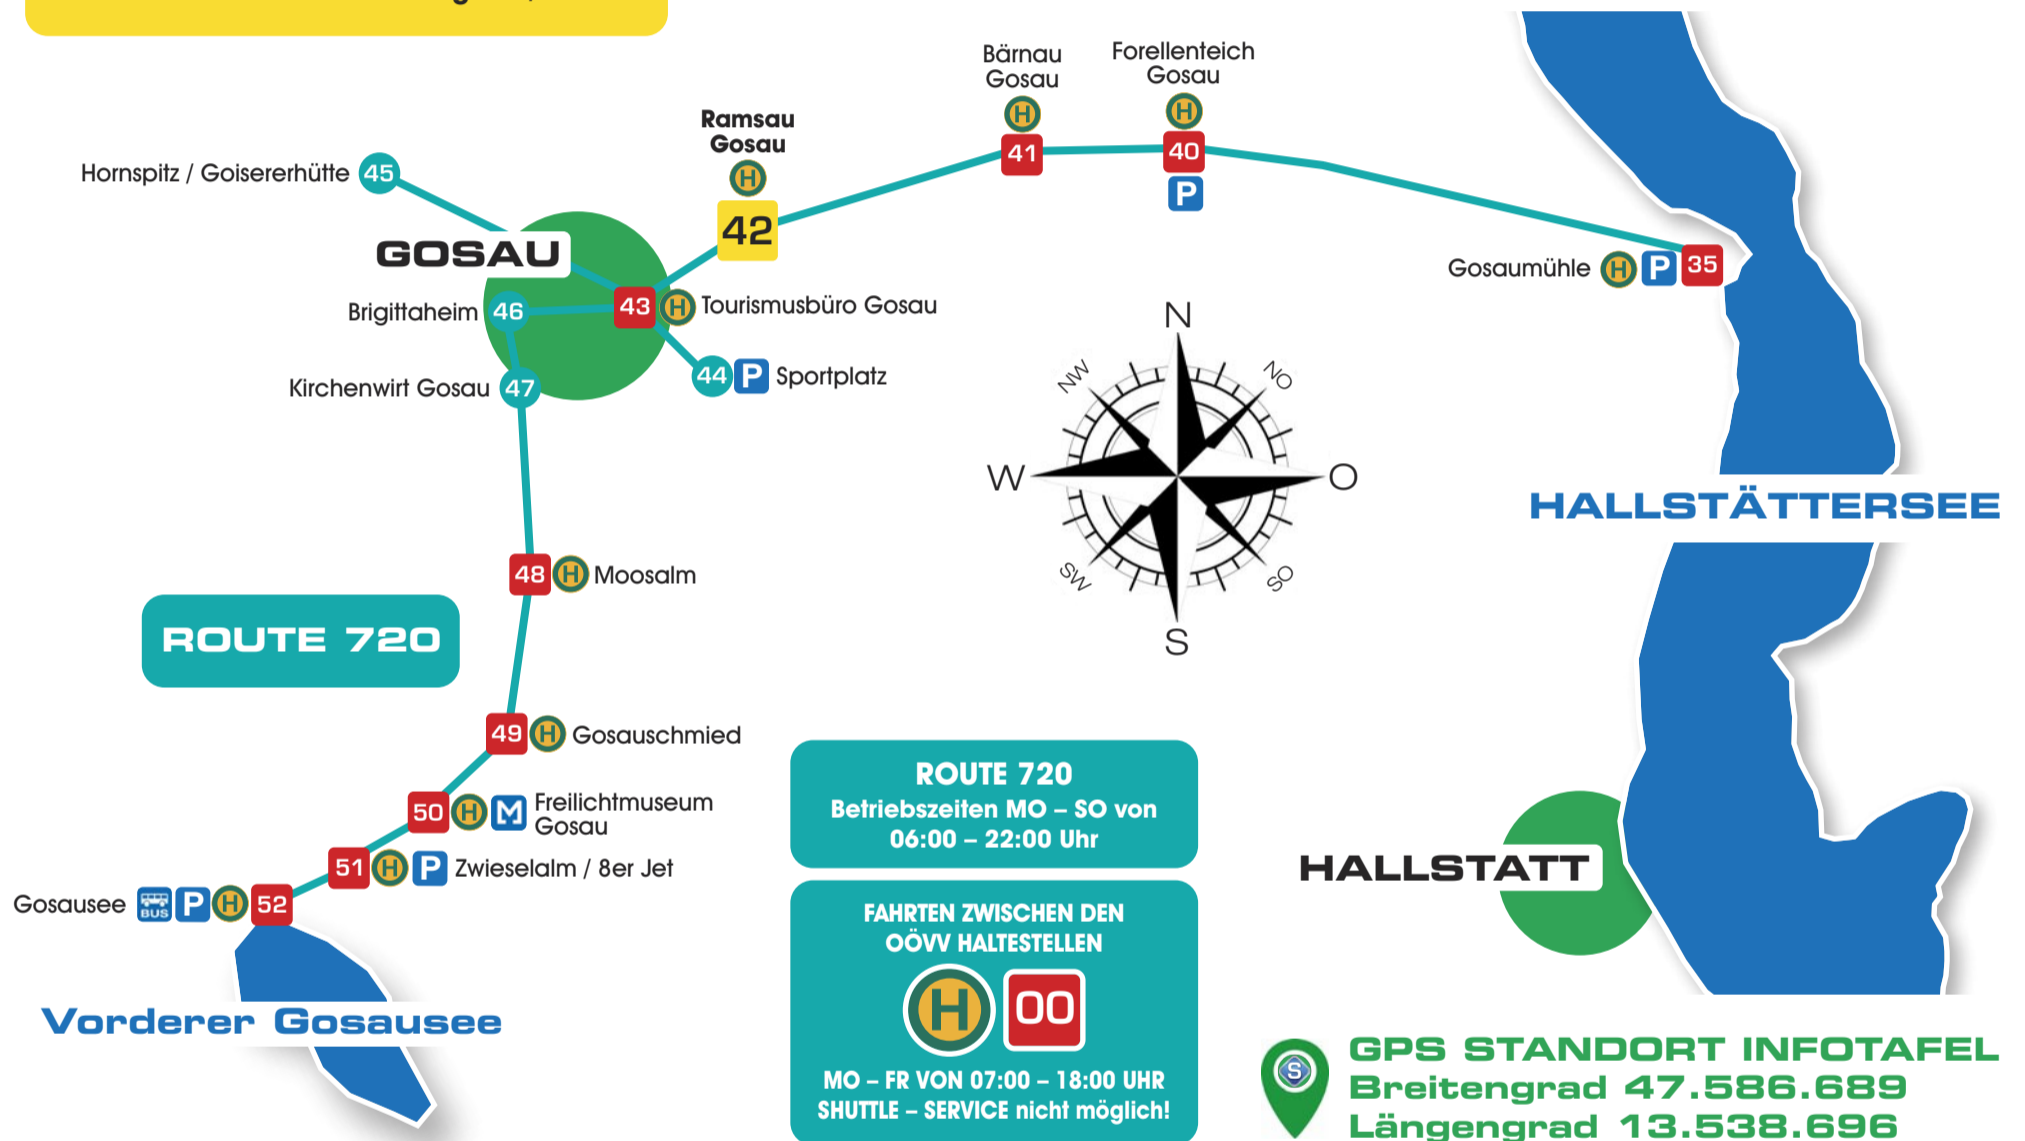 Bärnau
Gosau
H
41
Forellenteich
Gosau
H
40
P
Ramsau
Gosau
H
42
Hornspitz / Goisererhütte 45
GOSAU
Gosaumühle H P 35
Brigittaheim 46
43 H Tourismusbüro Gosau
44 P Sportplatz
Kirchenwirt Gosau 47
N
NW
NO
W
O
SW
SO
S
HALLSTÄTTERSEE
48 H Moosalm
ROUTE 720
49 H Gosauschmied
50 H M Freilichtmuseum
Gosau
51 H P Zwieselalm / 8er Jet
Gosausee BUS P H 52
Vorderer Gosausee
ROUTE 720
Betriebszeiten MO – SO von
06:00 – 22:00 Uhr
FAHRTEN ZWISCHEN DEN
OÖVV HALTESTELLEN
H 00
MO – FR VON 07:00 – 18:00 UHR
SHUTTLE – SERVICE nicht möglich!
HALLSTATT
S
GPS STANDORT INFOTAFEL
Breitengrad 47.586.689
Längengrad 13.538.696